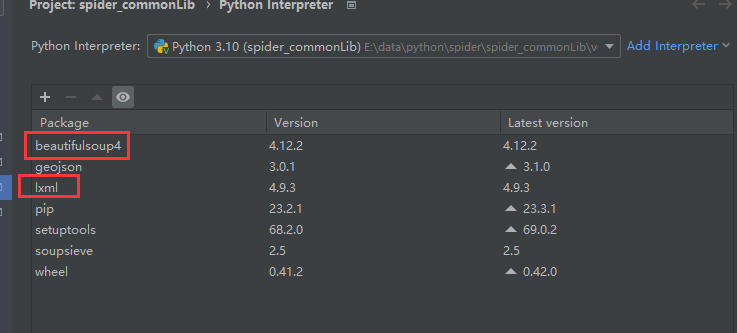 Project: spider_commonLib › Python Interpreter
Python Interpreter: Python 3.10 (spider_commonLib) E:\data\python\spider\spider_commonLib\v Add Interpreter
Package Version Latest version
beautifulsoup4 4.12.2 4.12.2
geojson 3.0.1 3.1.0
lxml 4.9.3 4.9.3
pip 23.2.1 23.3.1
setuptools 68.2.0 69.0.2
soupsieve 2.5 2.5
wheel 0.41.2 0.42.0